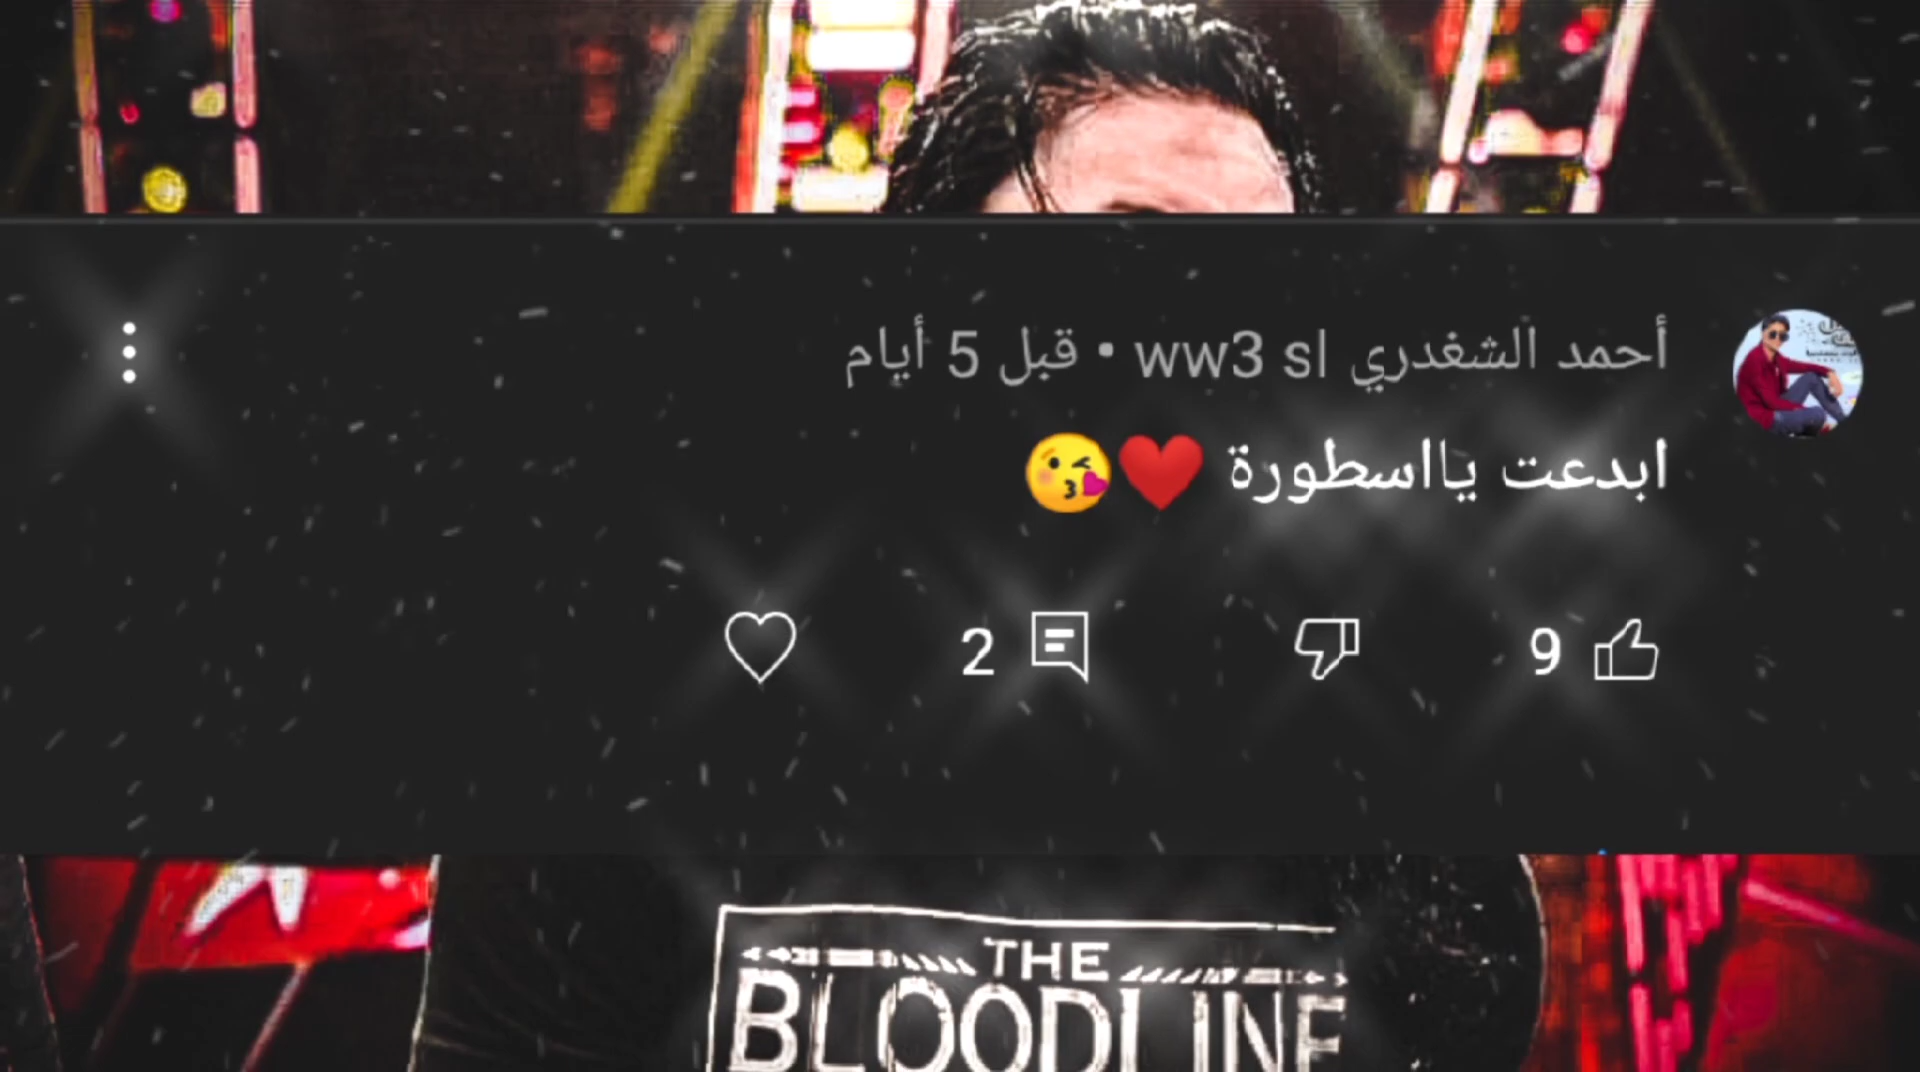 أحمد الشغدري ww3 sl • قبل 5 أيام
ابدعت يااسطورة ❤️😘
9 2
THE
BLOODLINE